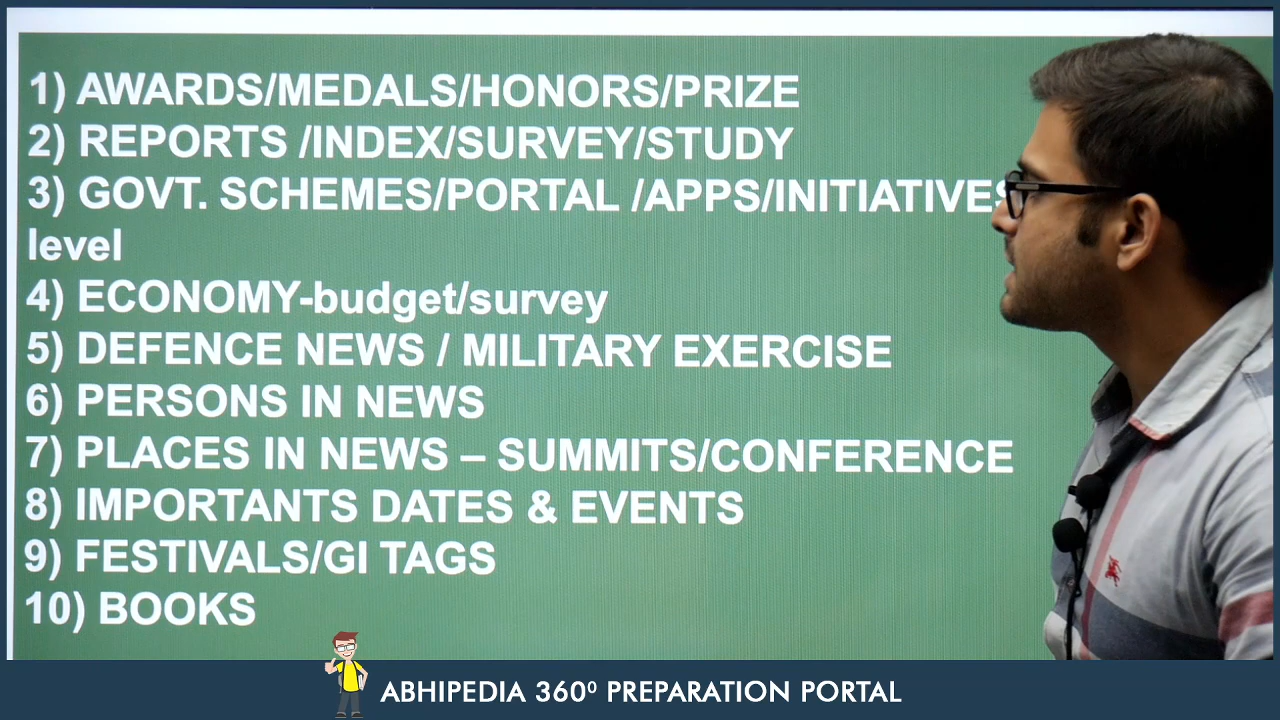 1) AWARDS/MEDALS/HONORS/PRIZE
2) REPORTS /INDEX/SURVEY/STUDY
3) GOVT. SCHEMES/PORTAL /APPS/INITIATIVES
level
4) ECONOMY-budget/survey
5) DEFENCE NEWS / MILITARY EXERCISE
6) PERSONS IN NEWS
7) PLACES IN NEWS – SUMMITS/CONFERENCE
8) IMPORTANTS DATES & EVENTS
9) FESTIVALS/GI TAGS
10) BOOKS
ABHIPEDIA 360⁰ PREPARATION PORTAL